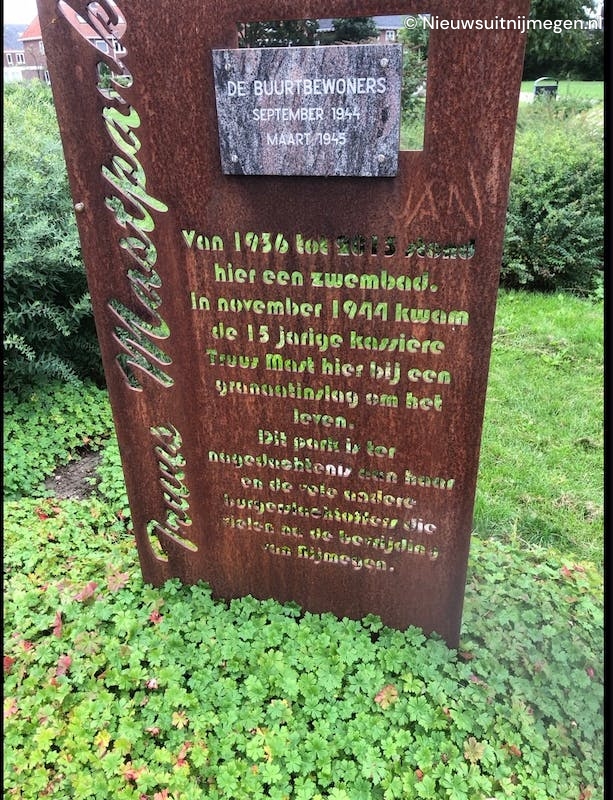 © Nieuwsuitnijmegen.nl
DE BUURTBEWONERS
SEPTEMBER 1944
MAART 1945
JAN
Truus Mastpark
Van 1936 tot 2013 stond
hier een zwembad.
In november 1944 kwam
de 15 jarige kassiere
Truus Mast hier bij een
granaatinslag om het
leven.
Dit park is ter
nagedachtenis aan haar
en de vele andere
burgerslachtoffers die
vielen na de bevrijding
van Nijmegen.